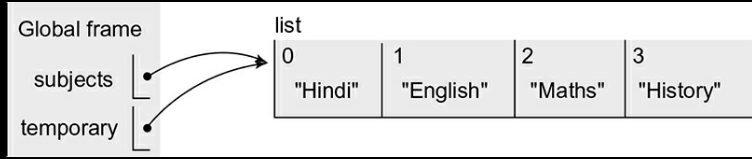 Global frame
subjects
temporary
list
0 1 2 3
"Hindi" "English" "Maths" "History"